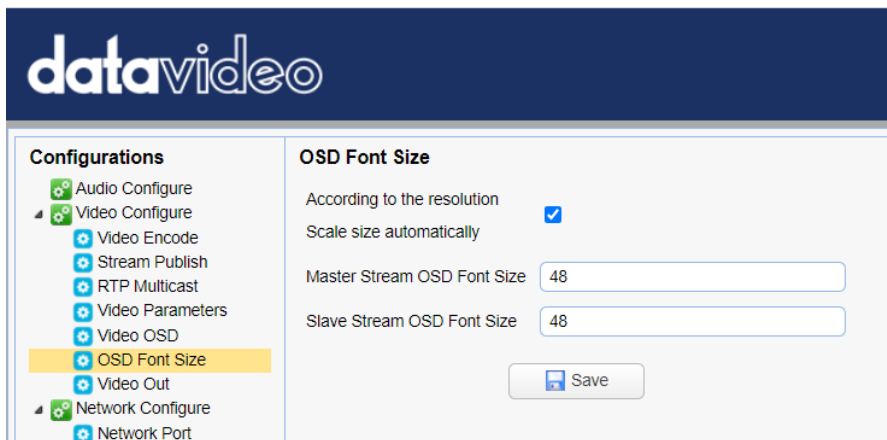 datavideo
Configurations
Audio Configure
Video Configure
Video Encode
Stream Publish
RTP Multicast
Video Parameters
Video OSD
OSD Font Size
Video Out
Network Configure
Network Port
OSD Font Size
According to the resolution
Scale size automatically
Master Stream OSD Font Size 48
Slave Stream OSD Font Size 48
Save